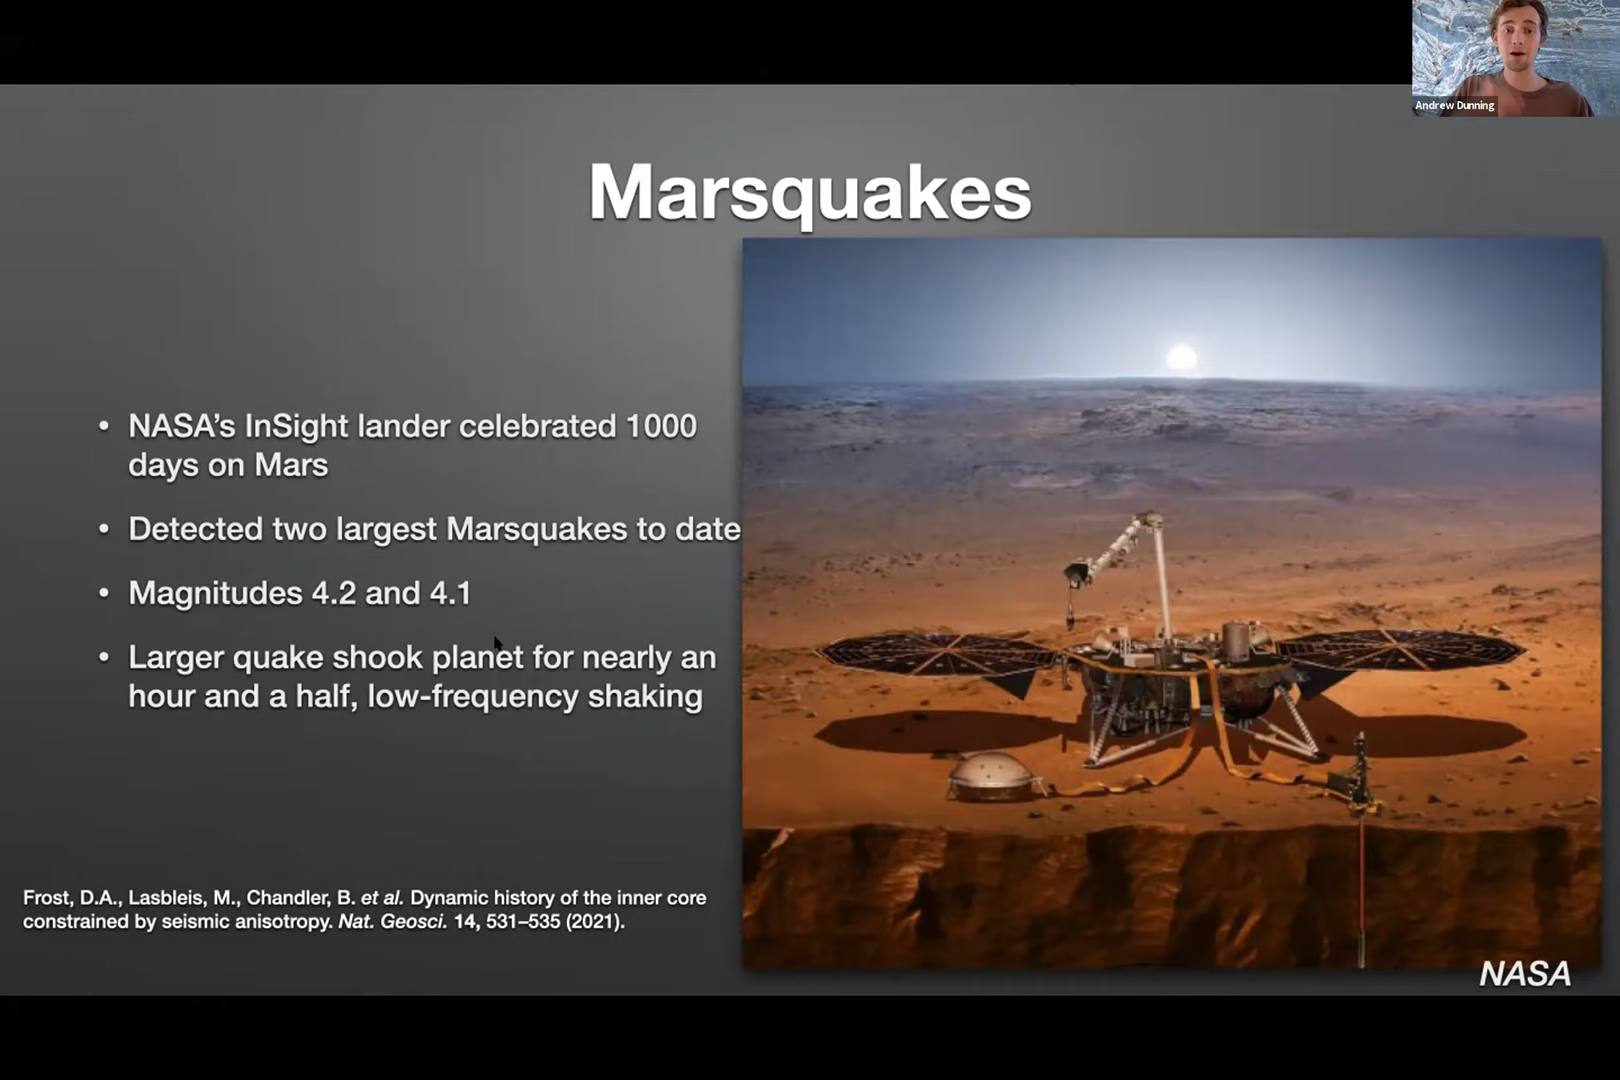 Andrew Dunning
Marsquakes
• NASA’s InSight lander celebrated 1000
days on Mars
• Detected two largest Marsquakes to date
• Magnitudes 4.2 and 4.1
• Larger quake shook planet for nearly an
hour and a half, low-frequency shaking
Frost, D.A., Lasbleis, M., Chandler, B. et al. Dynamic history of the inner core
constrained by seismic anisotropy. Nat. Geosci. 14, 531–535 (2021).
NASA